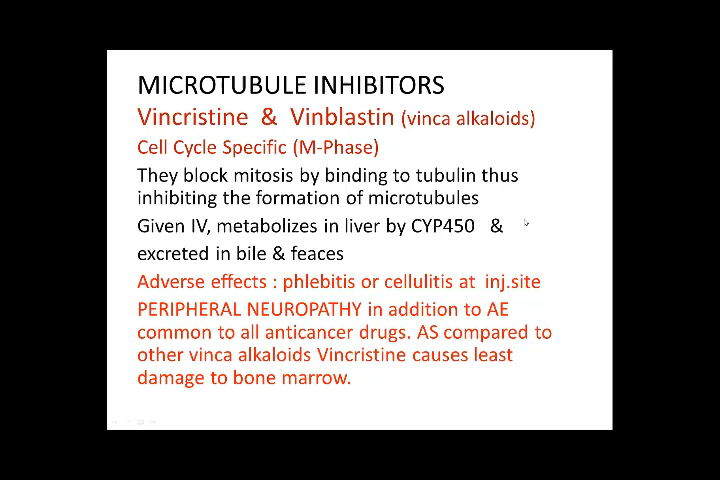 MICROTUBULE INHIBITORS
Vincristine & Vinblastin (vinca alkaloids)
Cell Cycle Specific (M-Phase)
They block mitosis by binding to tubulin thus
inhibiting the formation of microtubules
Given IV, metabolizes in liver by CYP450 &
excreted in bile & feaces
Adverse effects : phlebitis or cellulitis at inj.site
PERIPHERAL NEUROPATHY in addition to AE
common to all anticancer drugs. AS compared to
other vinca alkaloids Vincristine causes least
damage to bone marrow.